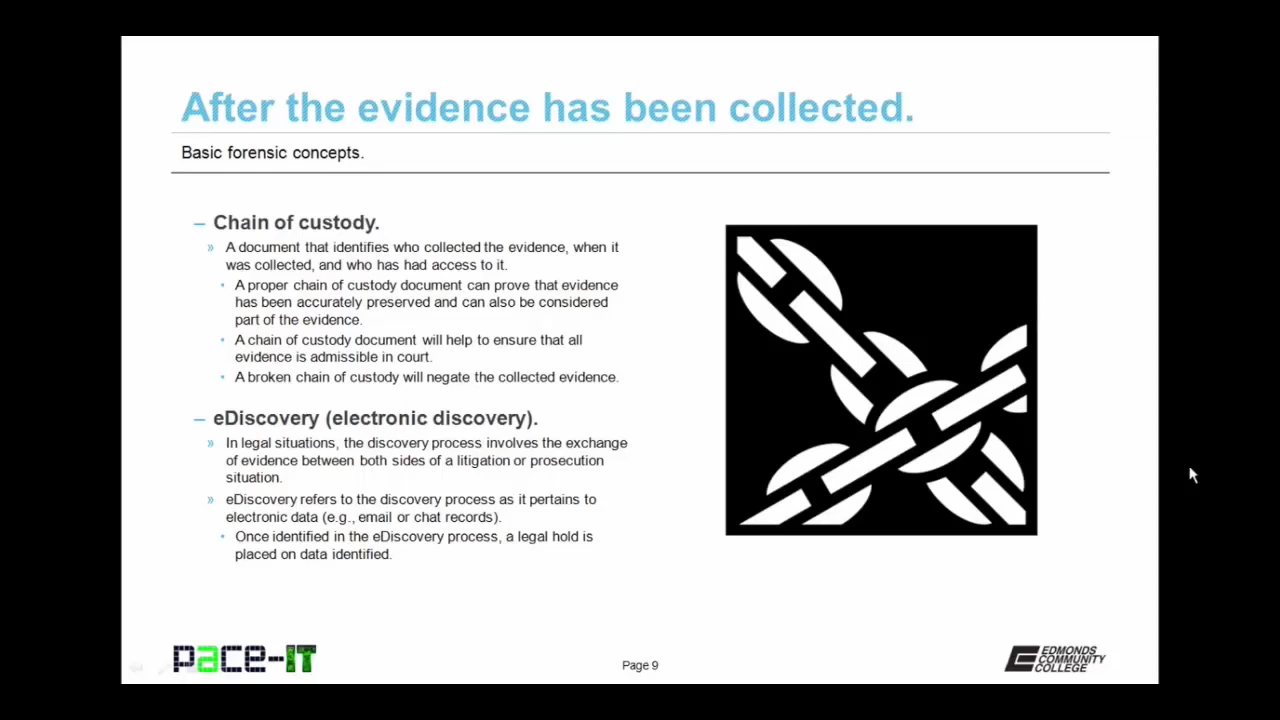 After the evidence has been collected.
Basic forensic concepts.
– Chain of custody.
» A document that identifies who collected the evidence, when it
was collected, and who has had access to it.
• A proper chain of custody document can prove that evidence
has been accurately preserved and can also be considered
part of the evidence.
• A chain of custody document will help to ensure that all
evidence is admissible in court.
• A broken chain of custody will negate the collected evidence.
– eDiscovery (electronic discovery).
» In legal situations, the discovery process involves the exchange
of evidence between both sides of a litigation or prosecution
situation.
» eDiscovery refers to the discovery process as it pertains to
electronic data (e.g., email or chat records).
• Once identified in the eDiscovery process, a legal hold is
placed on data identified.
pace-IT
Page 9
EDMONDS
COMMUNITY
COLLEGE